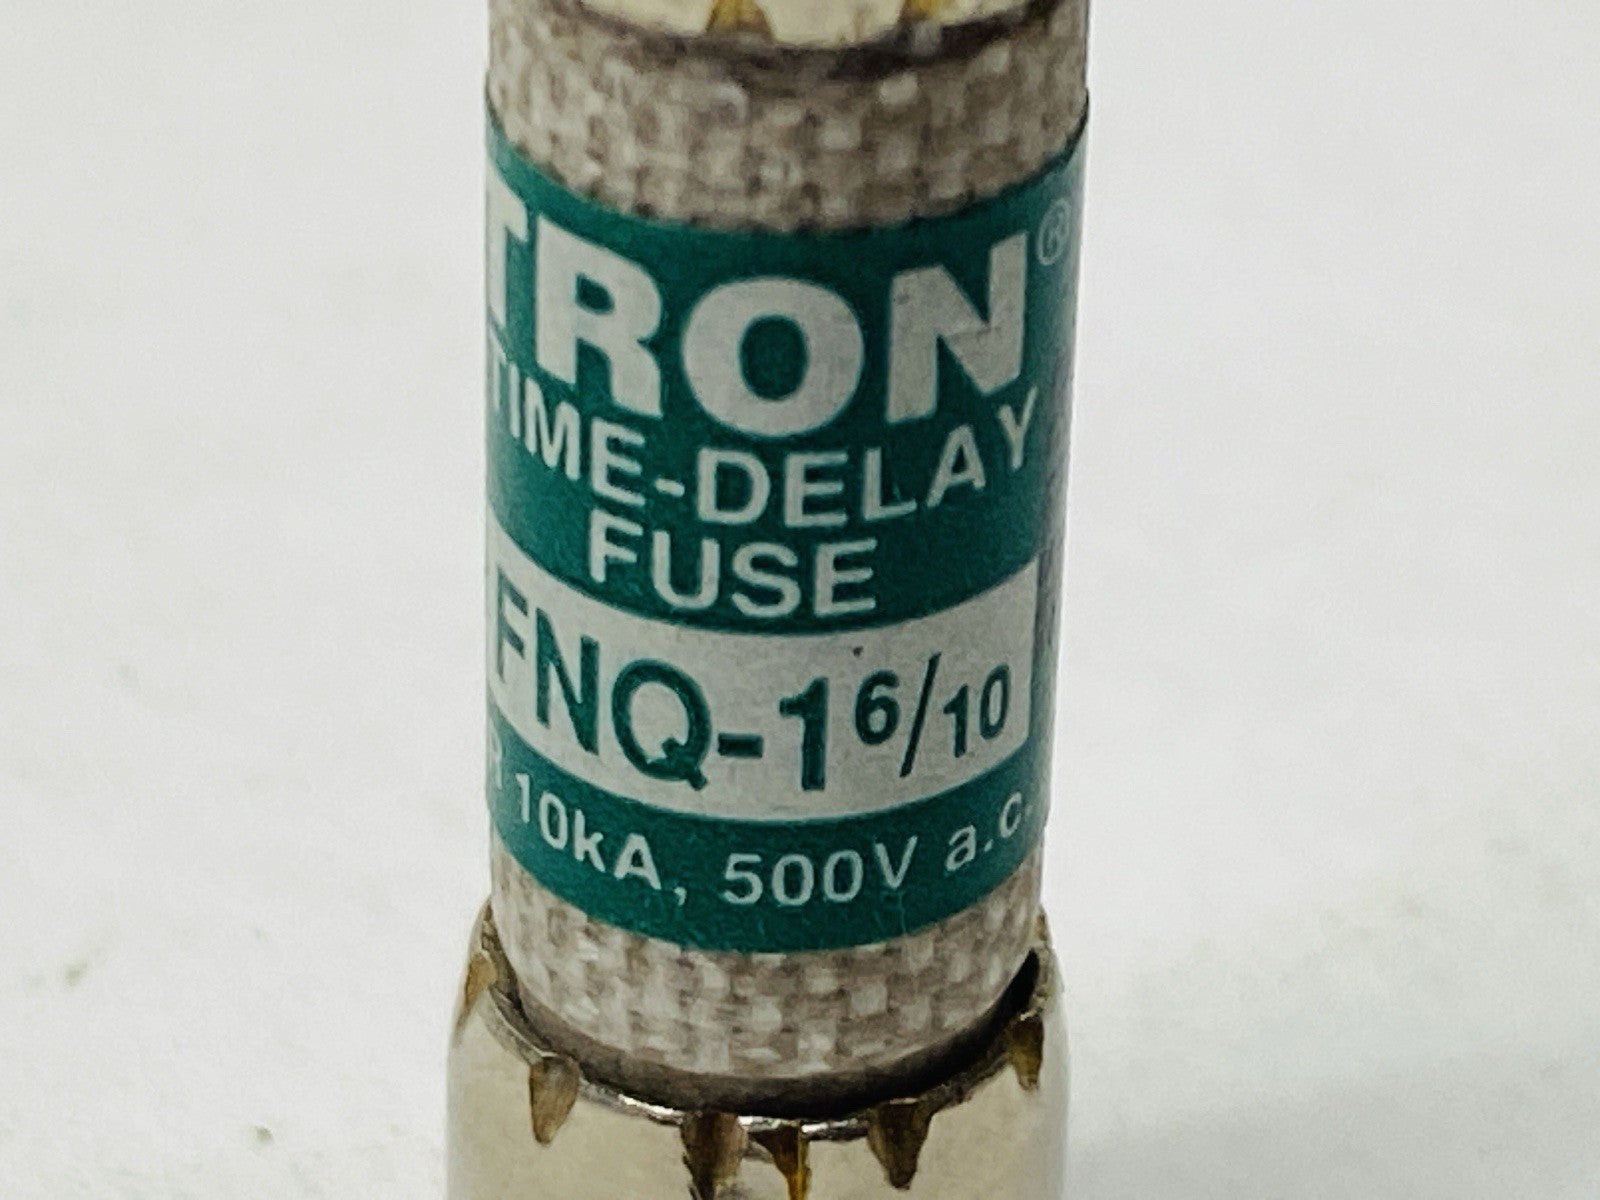 TRON®
TIME-DELAY
FUSE
FNQ-1 6/10
R 10kA, 500V a.c.